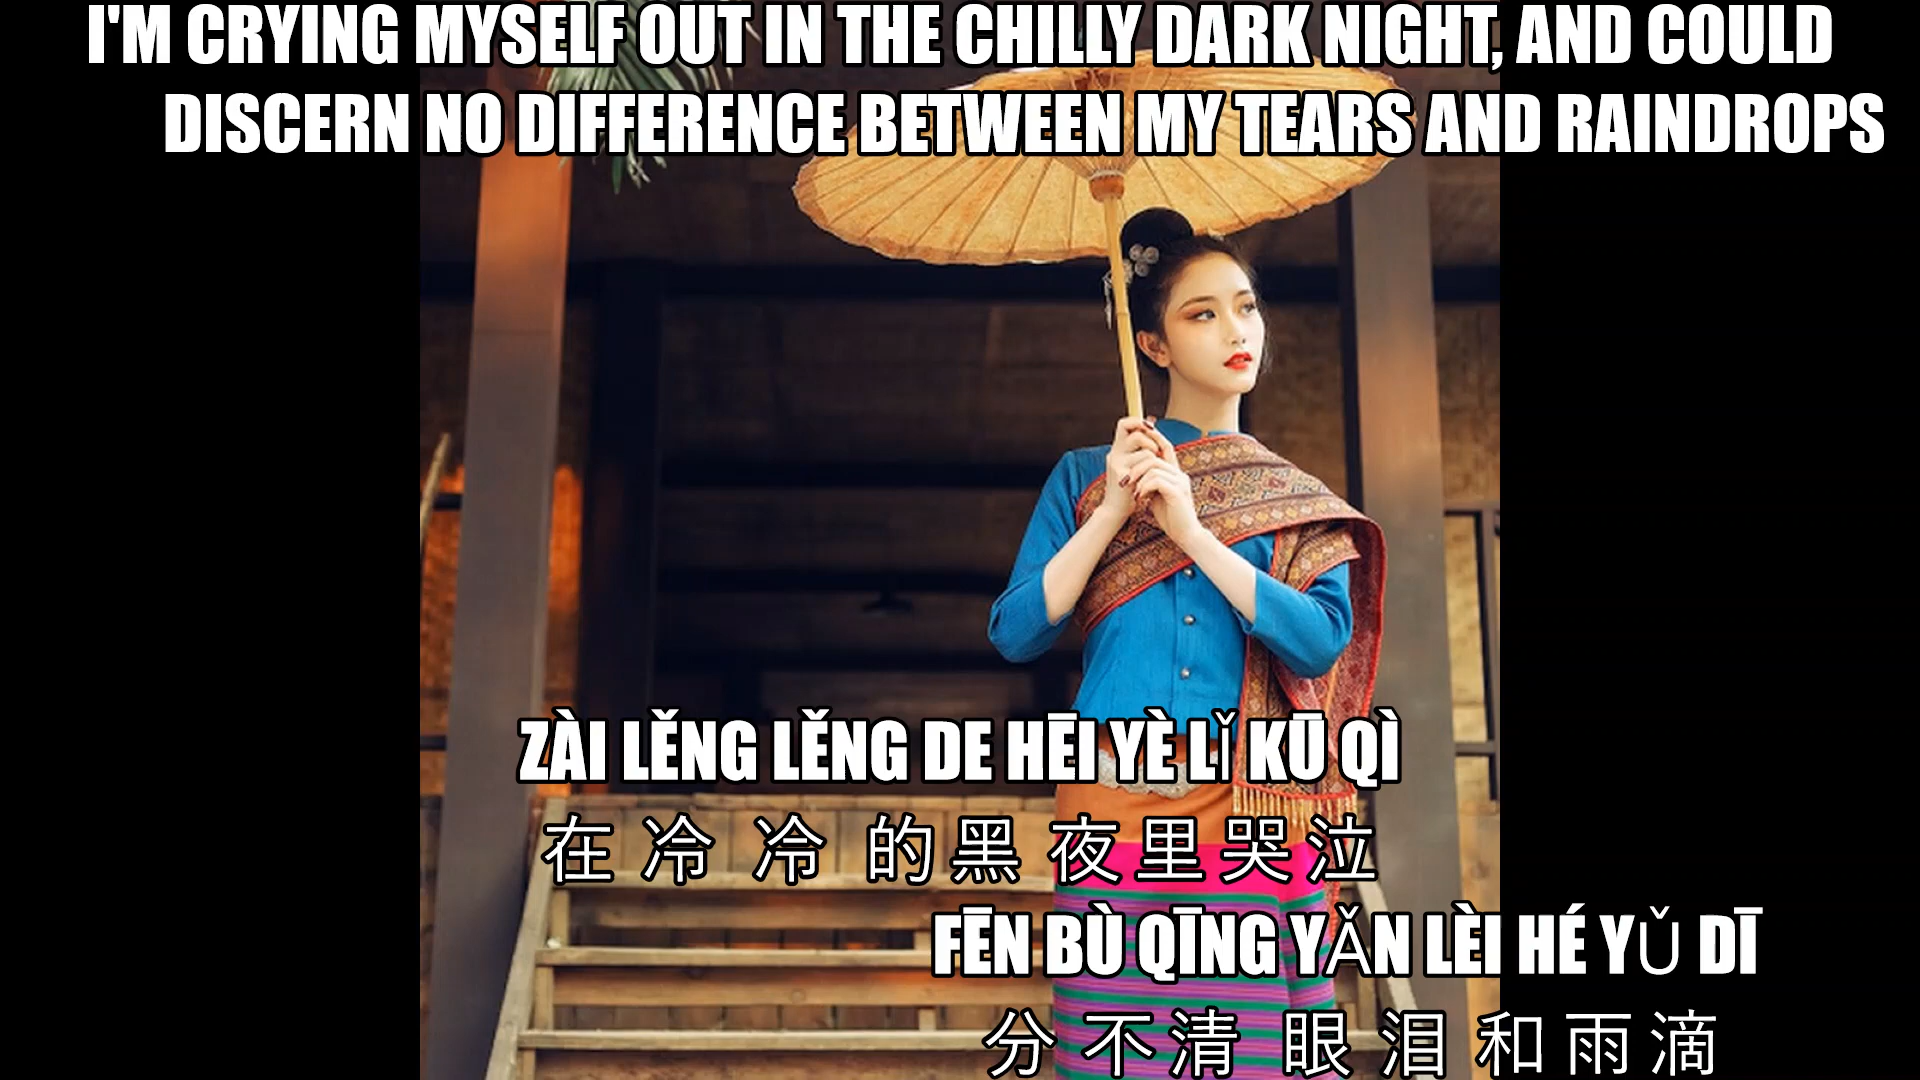 I'M CRYING MYSELF OUT IN THE CHILLY DARK NIGHT, AND COULD
DISCERN NO DIFFERENCE BETWEEN MY TEARS AND RAINDROPS
ZÀI LĚNG LĚNG DE HĒI YÈ LǏ KŪ QÌ
在 冷 冷 的 黑 夜 里 哭 泣
FĒN BÙ QĪNG YǍN LÈI HÉ YǓ DĪ
分 不 清 眼 泪 和 雨 滴